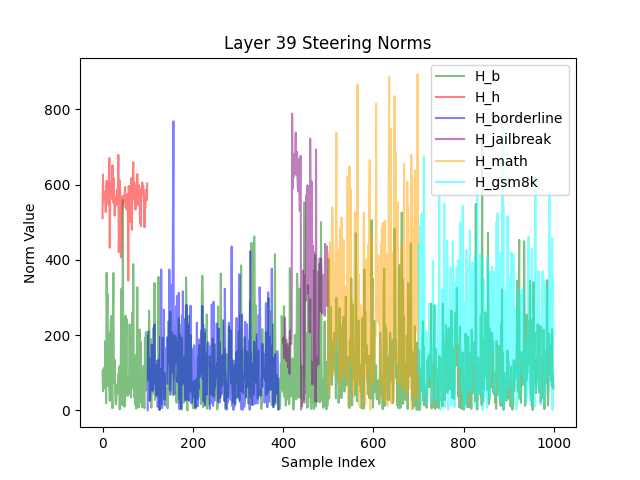 Layer 39 Steering Norms
H_b
H_h
H_borderline
H_jailbreak
H_math
H_gsm8k
800
600
400
200
0
Norm Value
0 200 400 600 800 1000
Sample Index